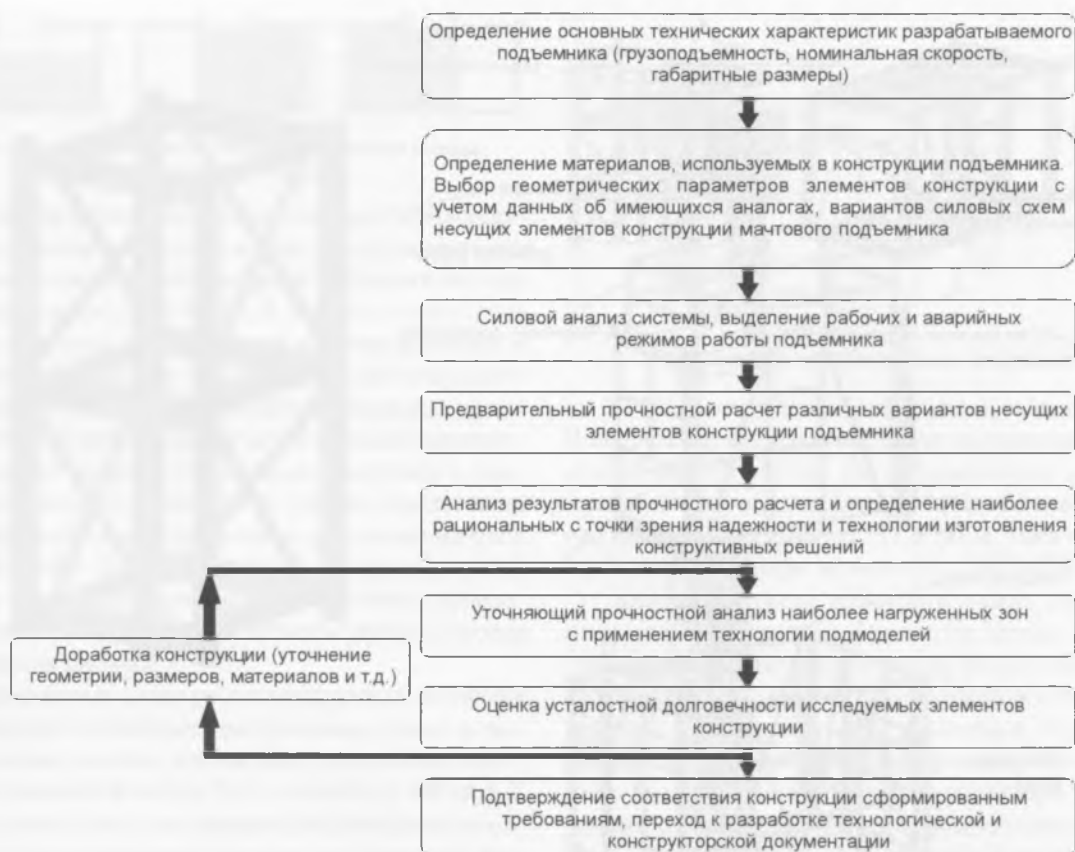 Определение основных технических характеристик разрабатываемого
подъемника (грузоподъемность, номинальная скорость,
габаритные размеры)
Определение материалов, используемых в конструкции подъемника.
Выбор геометрических параметров элементов конструкции с
учетом данных об имеющихся аналогах, вариантов силовых схем
несущих элементов конструкции мачтового подъемника
Силовой анализ системы, выделение рабочих и аварийных
режимов работы подъемника
Предварительный прочностной расчет различных вариантов несущих
элементов конструкции подъемника
Анализ результатов прочностного расчета и определение наиболее
рациональных с точки зрения надежности и технологии изготовления
конструктивных решений
Уточняющий прочностной анализ наиболее нагруженных зон
с применением технологии подмоделей
Доработка конструкции (уточнение
геометрии, размеров, материалов и т.д.)
Оценка усталостной долговечности исследуемых элементов
конструкции
Подтверждение соответствия конструкции сформированным
требованиям, переход к разработке технологической и
конструкторской документации